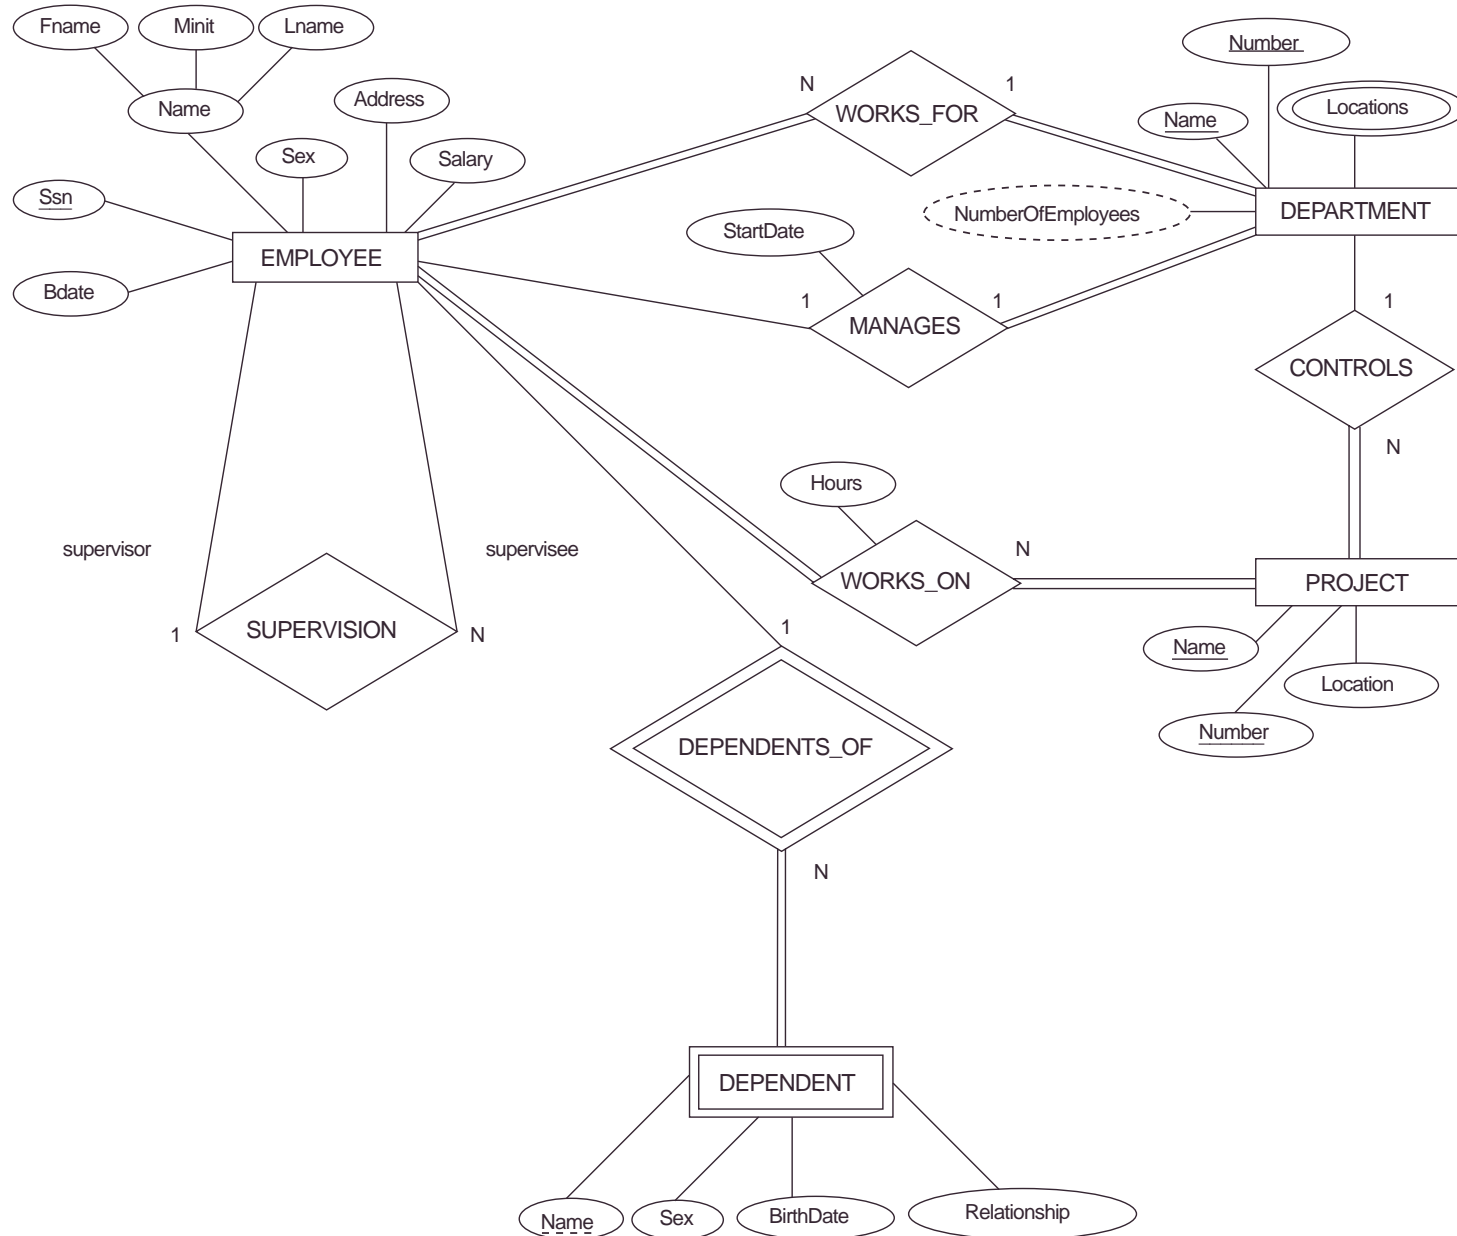 Fname
Minit
Lname
Number
Name
Address
N
1
WORKS_FOR
Name
Locations
Sex
Salary
Ssn
NumberOfEmployees
DEPARTMENT
StartDate
EMPLOYEE
Bdate
1
1
MANAGES
1
CONTROLS
N
Hours
supervisor
supervisee
N
WORKS_ON
PROJECT
1
SUPERVISION
N
1
Name
Location
Number
DEPENDENTS_OF
N
DEPENDENT
Name
Sex
BirthDate
Relationship